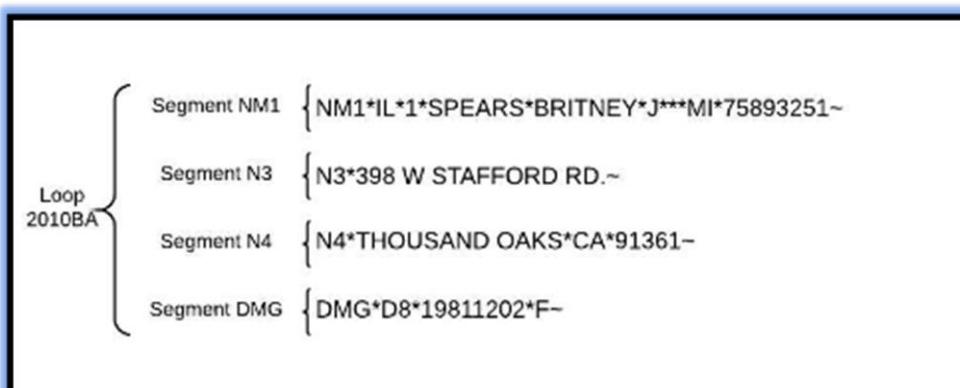 Segment NM1 NM1*IL*1*SPEARS*BRITNEY*J***MI*75893251~
Segment N3 N3*398 W STAFFORD RD.~
Loop
2010BA
Segment N4 N4*THOUSAND OAKS*CA*91361~
Segment DMG DMG*D8*19811202*F~